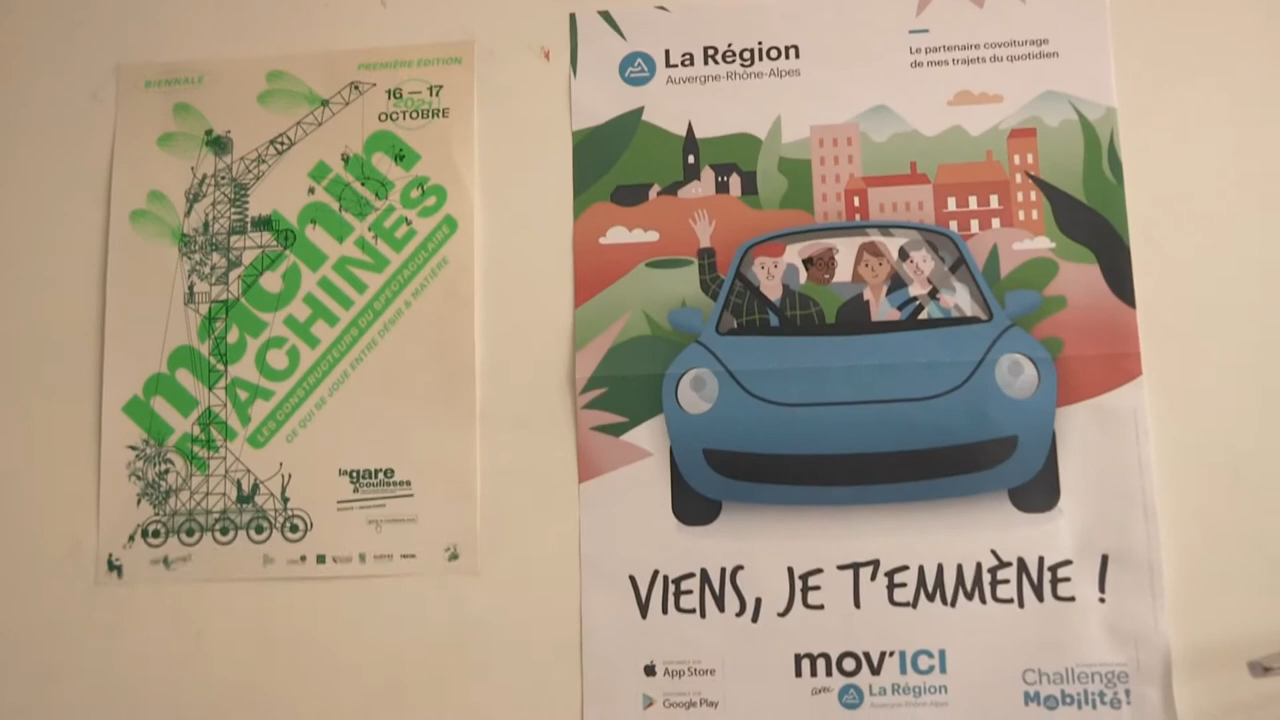 BIENNALE
PREMIÈRE ÉDITION
16 — 17
2021
OCTOBRE
machin
MACHINES
LES CONSTRUCTEURS DU SPECTACULAIRE
CE QUI SE JOUE ENTRE DÉSIR & MATIÈRE
la gare
à coulisses
La Région
Auvergne-Rhône-Alpes
Le partenaire covoiturage
de mes trajets du quotidien
VIENS, JE T'EMMÈNE !
App Store
Google Play
mov'ICI
avec La Région
Auvergne-Rhône-Alpes
Challenge
Mobilité!